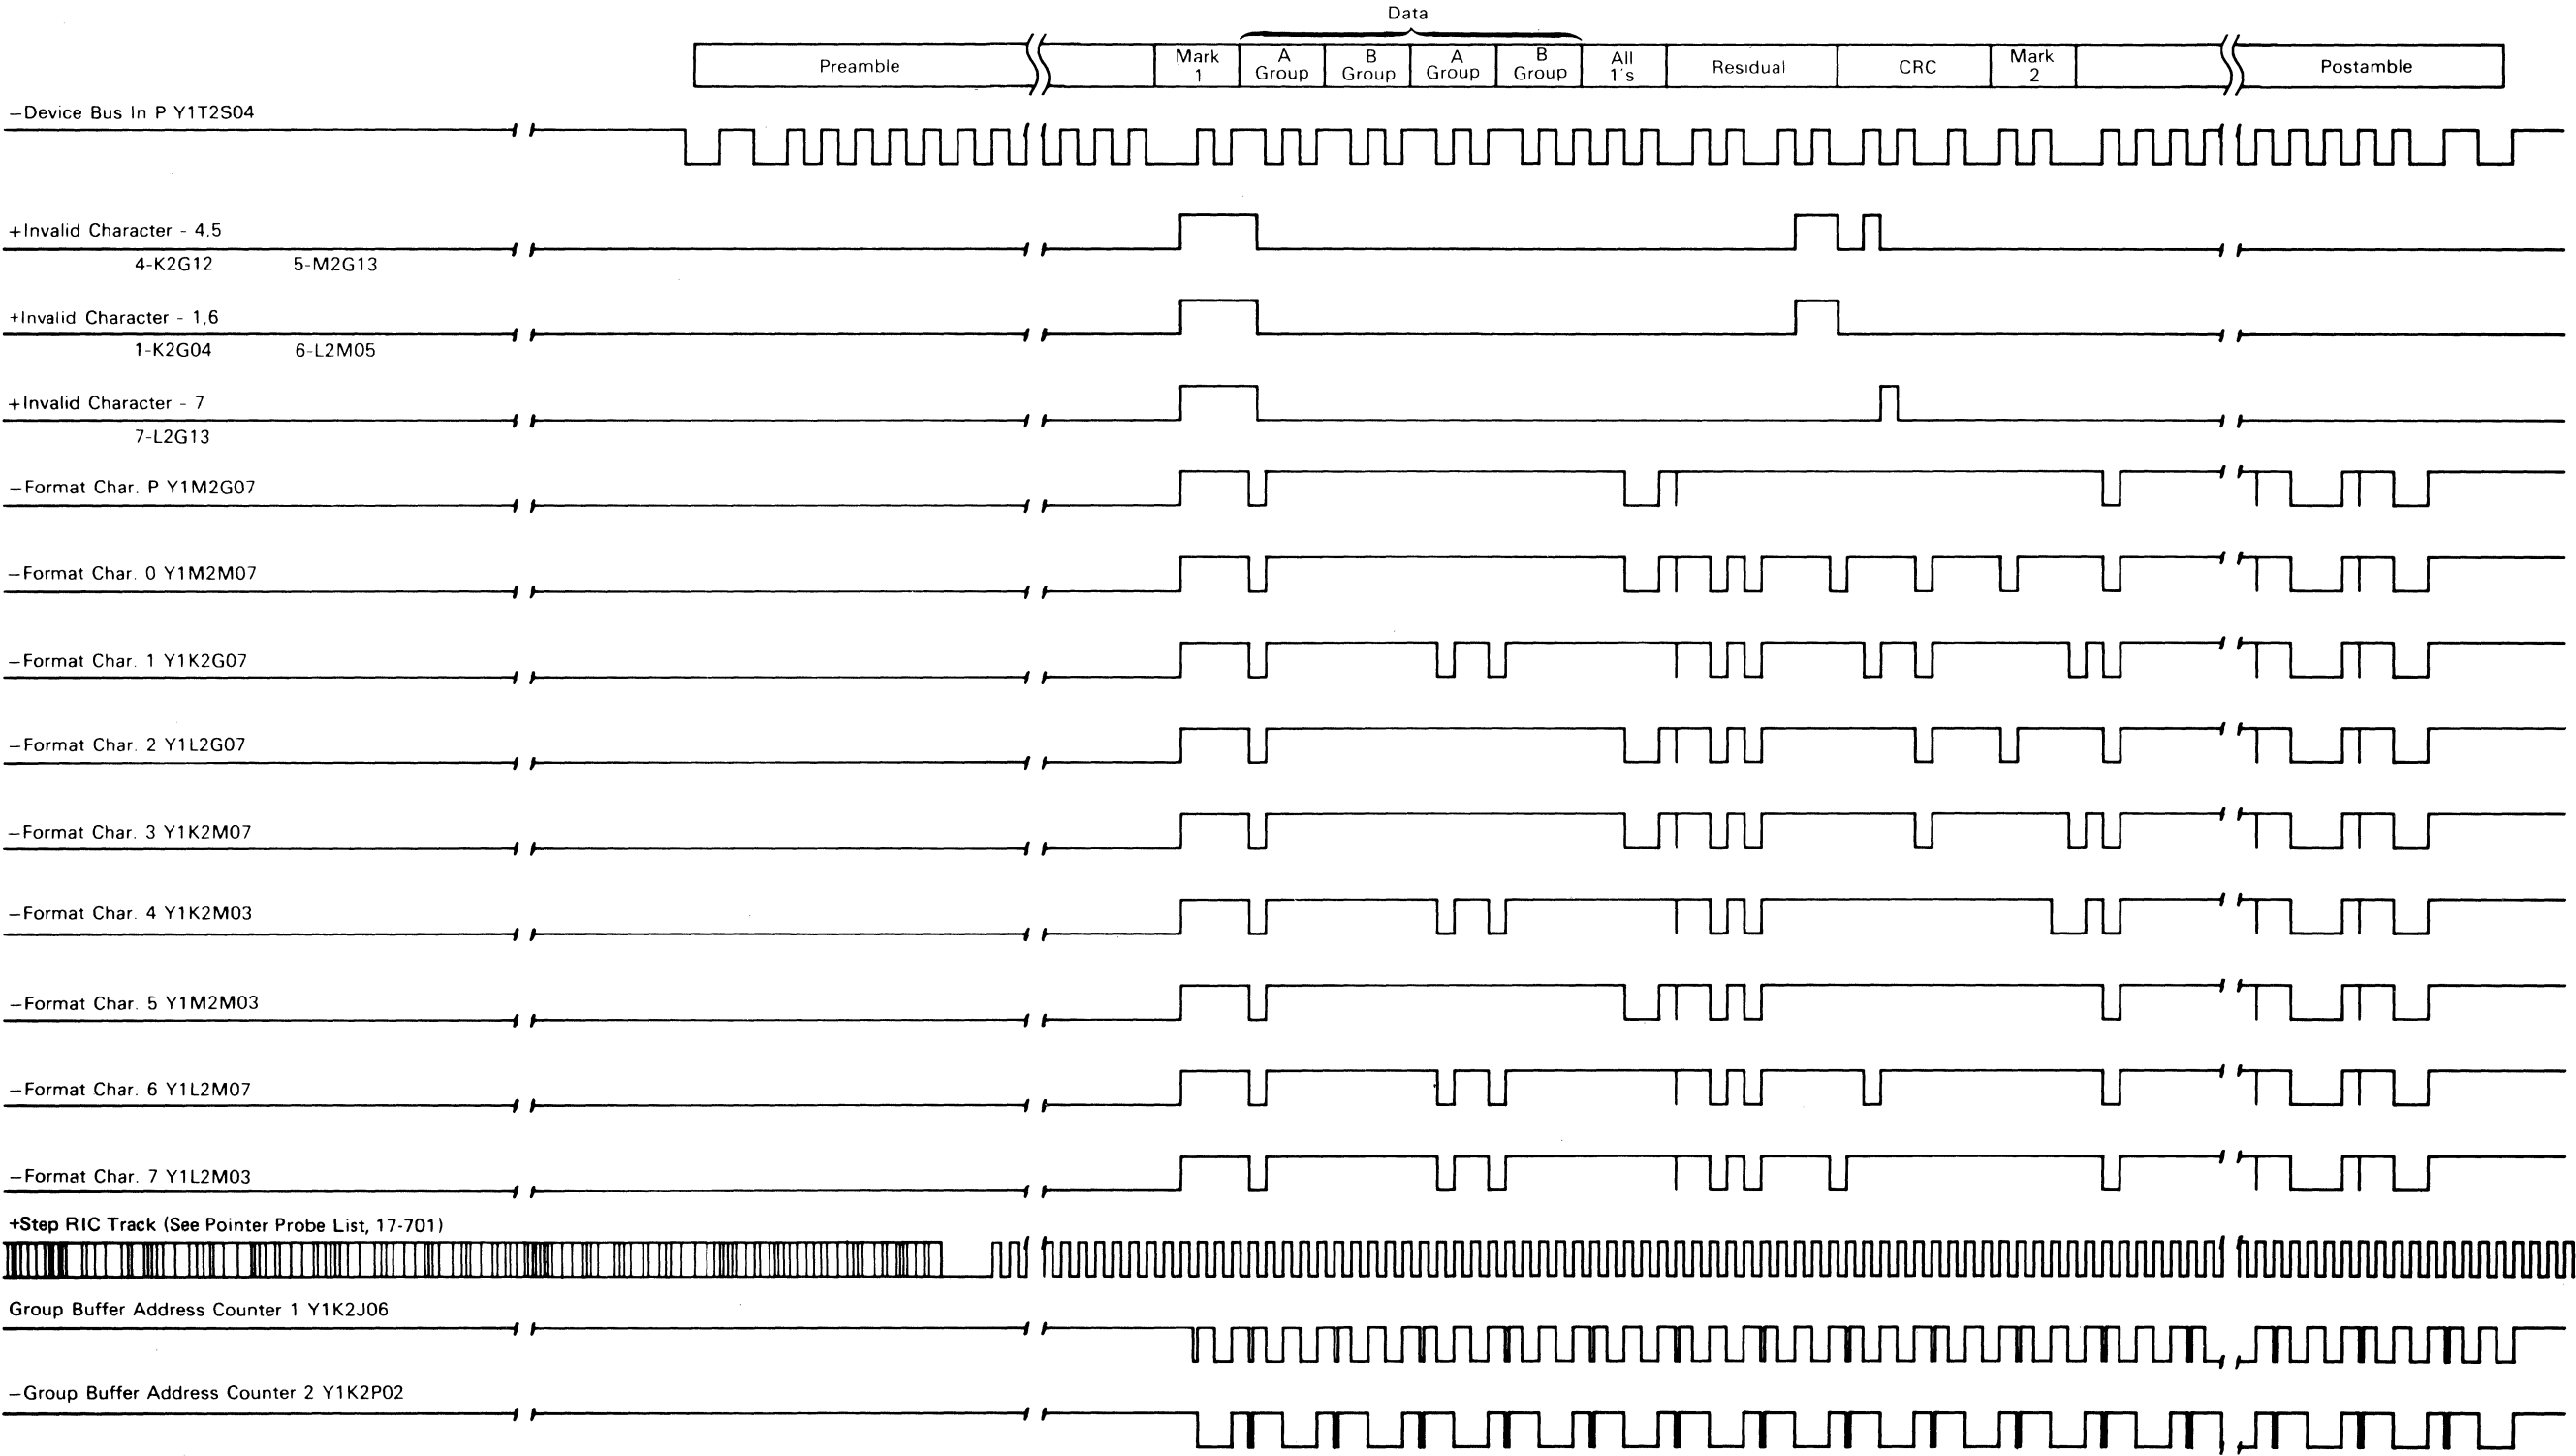 Data
Preamble
Mark 1
A Group
B Group
A Group
B Group
All 1's
Residual
CRC
Mark 2
Postamble
—Device Bus In P Y1T2S04
+Invalid Character - 4,5
4-K2G12 5-M2G13
+Invalid Character - 1,6
1-K2G04 6-L2M05
+Invalid Character - 7
7-L2G13
—Format Char. P Y1M2G07
—Format Char. 0 Y1M2M07
—Format Char. 1 Y1K2G07
—Format Char. 2 Y1L2G07
—Format Char. 3 Y1K2M07
—Format Char. 4 Y1K2M03
—Format Char. 5 Y1M2M03
—Format Char. 6 Y1L2M07
—Format Char. 7 Y1L2M03
+Step RIC Track (See Pointer Probe List, 17-701)
Group Buffer Address Counter 1 Y1K2J06
—Group Buffer Address Counter 2 Y1K2P02